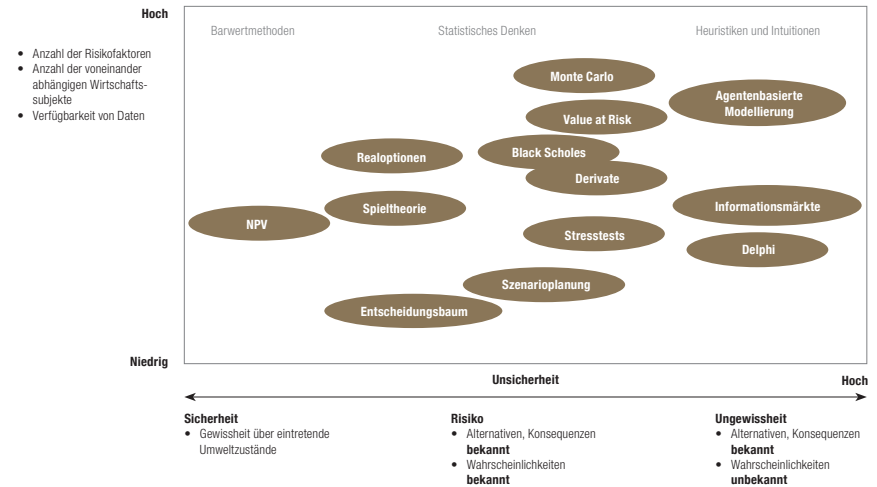 Hoch
Barwertmethoden
Statistisches Denken
Heuristiken und Intuitionen
• Anzahl der Risikofaktoren
• Anzahl der voneinander
abhängigen Wirtschafts-
subjekte
• Verfügbarkeit von Daten
Monte Carlo
Agentenbasierte
Modellierung
Value at Risk
Realoptionen
Black Scholes
Derivate
Spieltheorie
Informationsmärkte
NPV
Stresstests
Delphi
Szenarioplanung
Entscheidungsbaum
Niedrig
Unsicherheit
Hoch
Sicherheit
• Gewissheit über eintretende
Umweltzustände
Risiko
• Alternativen, Konsequenzen
bekannt
• Wahrscheinlichkeiten
bekannt
Ungewissheit
• Alternativen, Konsequenzen
bekannt
• Wahrscheinlichkeiten
unbekannt